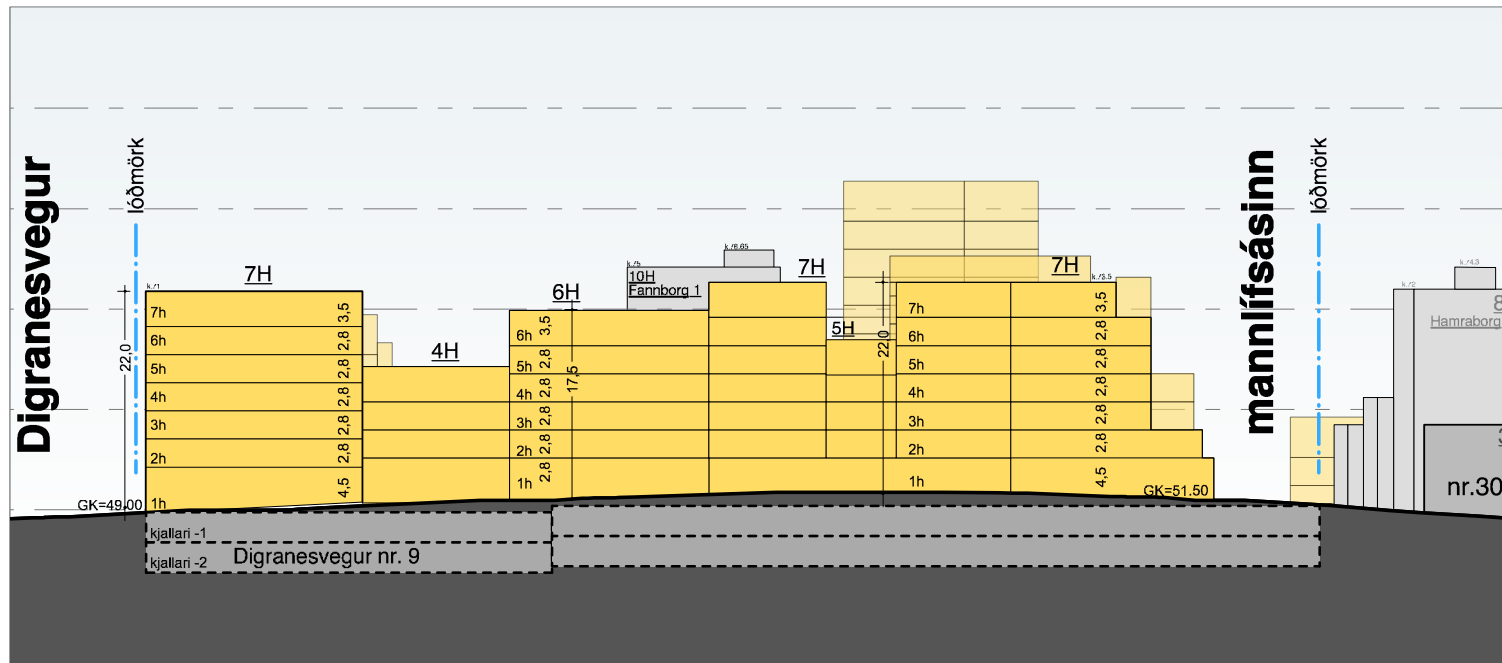 Digranesvegur
lóðmörk
mannlífsásinn
lóðmörk
k./1
7H
22,0
7h
3,5
6h
2,8
5h
2,8
4h
2,8
3h
2,8
2h
2,8
1h
4,5
GK=49.00
4H
6H
6h
3,5
5h
2,8
4h
2,8
3h
2,8
2h
2,8
1h
2,8
17,5
k./5
k./8.65
10H
Fannborg 1
7H
5H
22,0
7H
k./3.5
7h
3,5
6h
2,8
5h
2,8
4h
2,8
3h
2,8
2h
2,8
1h
4,5
GK=51.50
k./2
k./4.3
8
Hamraborg
3
nr.30
kjallari -1
kjallari -2
Digranesvegur nr. 9